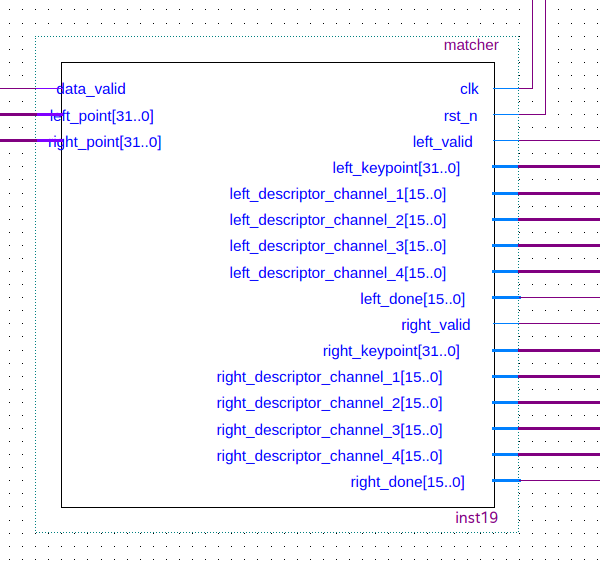 matcher
data_valid
clk
left_point[31..0]
rst_n
right_point[31..0]
left_valid
left_keypoint[31..0]
left_descriptor_channel_1[15..0]
left_descriptor_channel_2[15..0]
left_descriptor_channel_3[15..0]
left_descriptor_channel_4[15..0]
left_done[15..0]
right_valid
right_keypoint[31..0]
right_descriptor_channel_1[15..0]
right_descriptor_channel_2[15..0]
right_descriptor_channel_3[15..0]
right_descriptor_channel_4[15..0]
right_done[15..0]
inst19